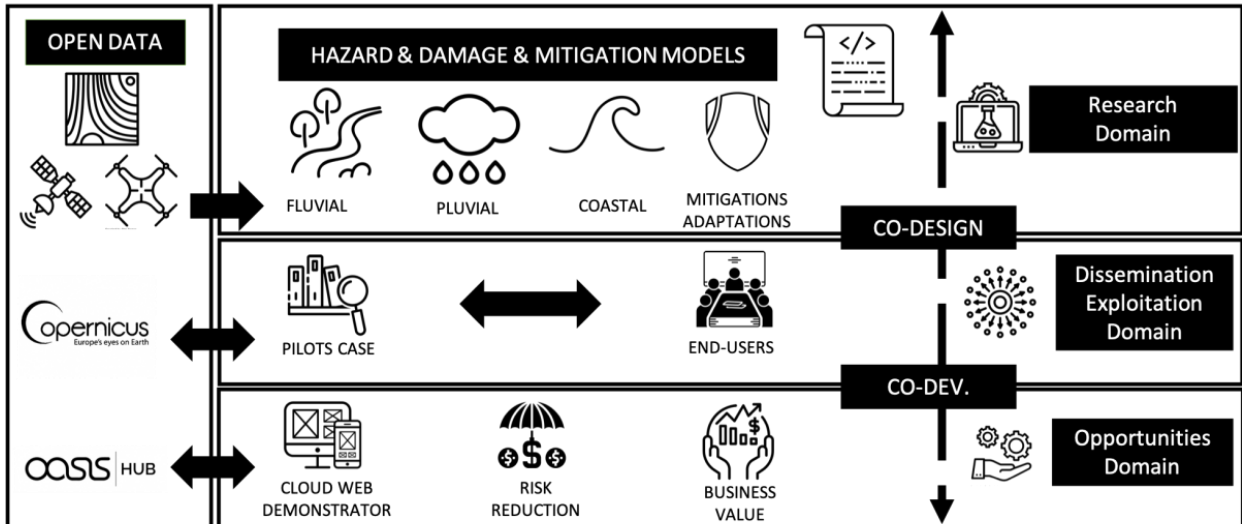 OPEN DATA
HAZARD & DAMAGE & MITIGATION MODELS
</>
Research
Domain
FLUVIAL
PLUVIAL
COASTAL
MITIGATIONS
ADAPTATIONS
CO-DESIGN
opernicus
Europe's eyes on Earth
PILOTS CASE
END-USERS
Dissemination
Exploitation
Domain
CO-DEV.
OASIS | HUB
$ $ $
$
CLOUD WEB
DEMONSTRATOR
RISK
REDUCTION
BUSINESS
VALUE
Opportunities
Domain